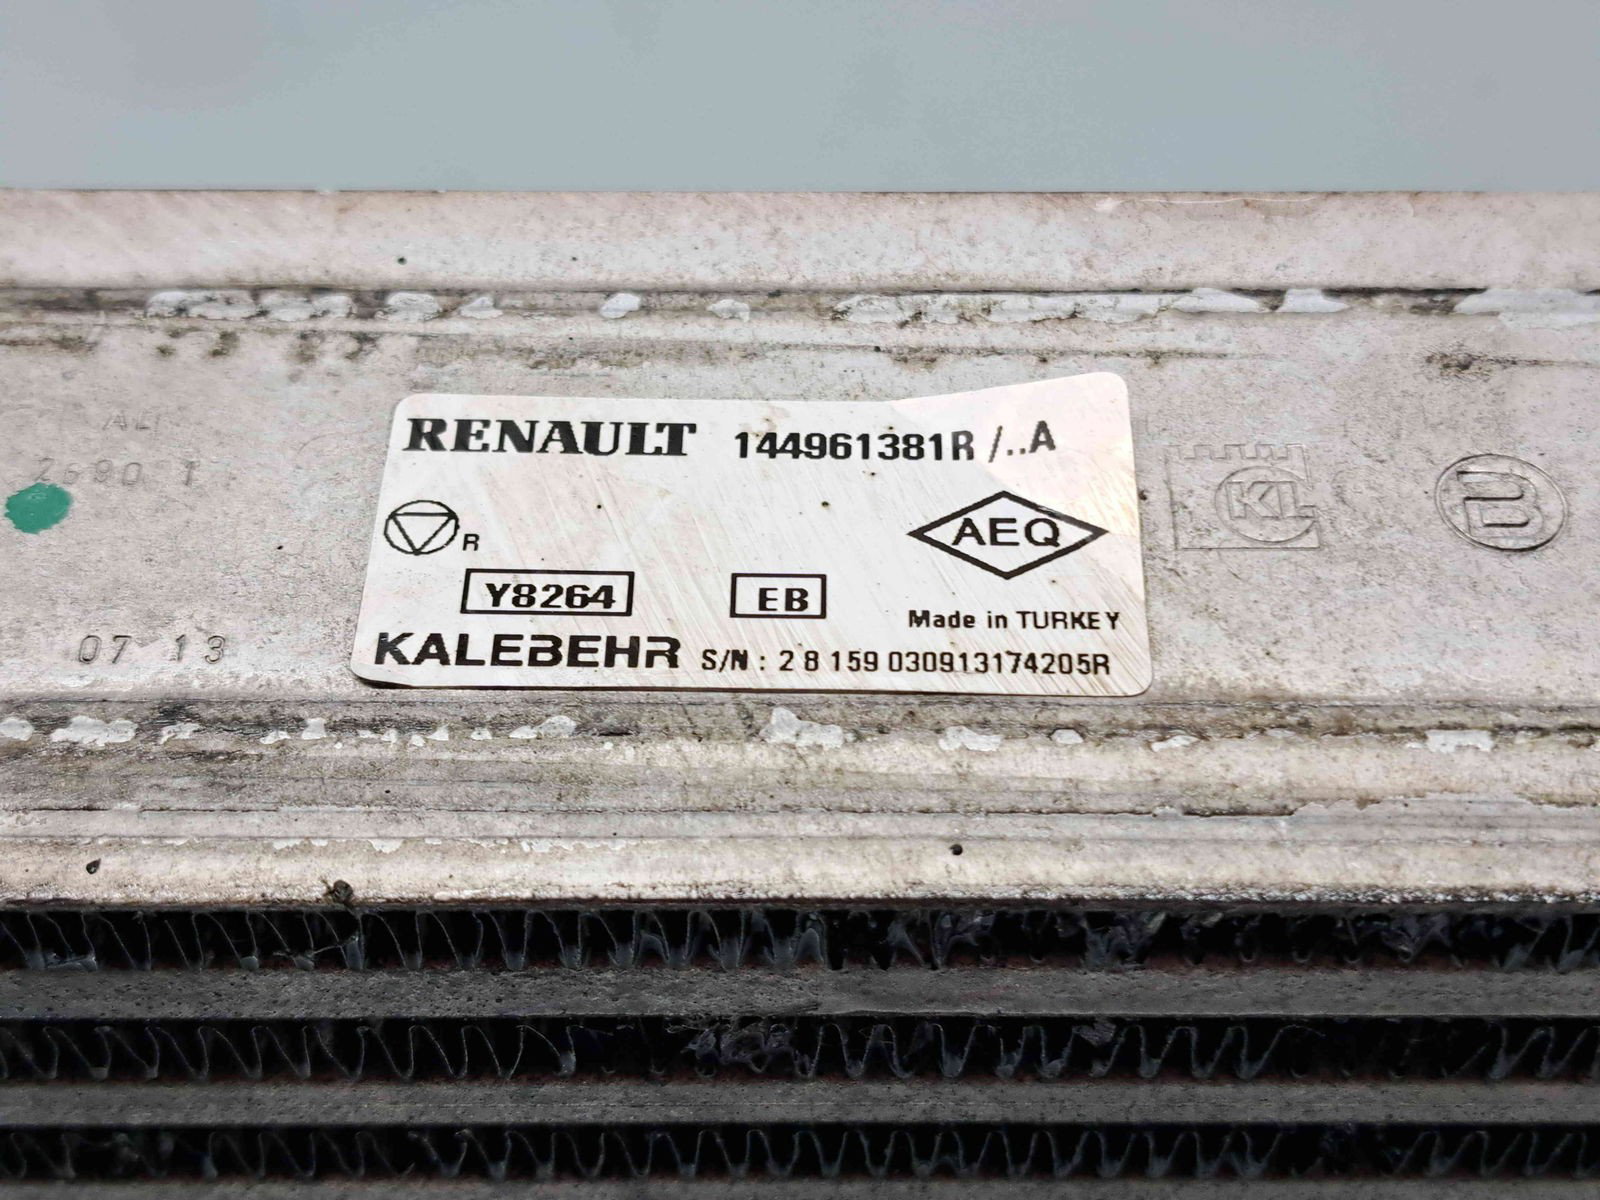 RENAULT 144961381R /..A
R
AEQ
Y8264 EB
Made in TURKEY
KALEBEHR S/N : 2 8 159 030913174205R
KL
B
07 13